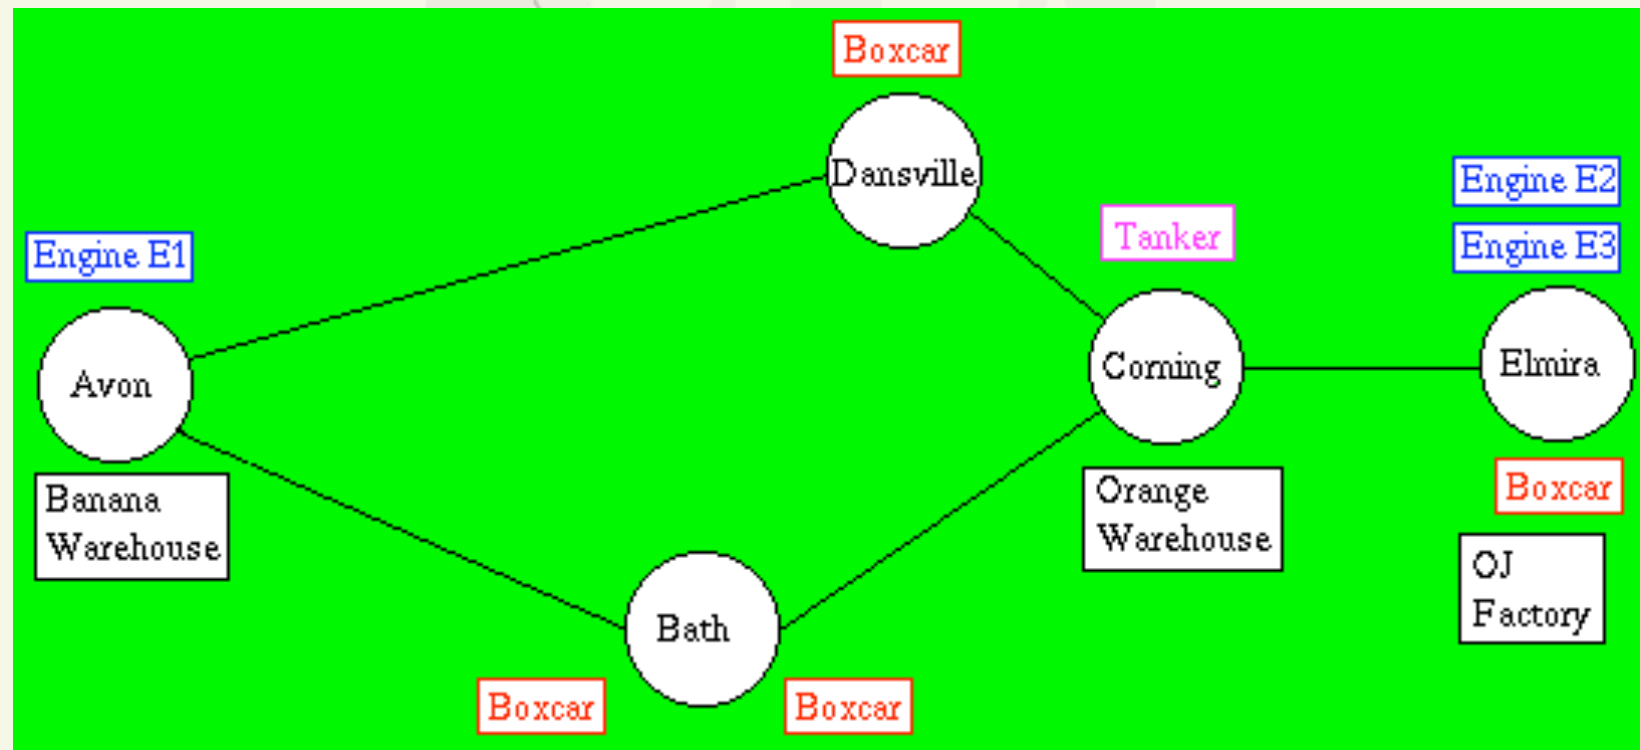 Boxcar
Dansville
Engine E2
Tanker
Engine E3
Engine E1
Corning
Elmira
Avon
Banana
Warehouse
Orange
Warehouse
Boxcar
OJ
Factory
Bath
Boxcar
Boxcar